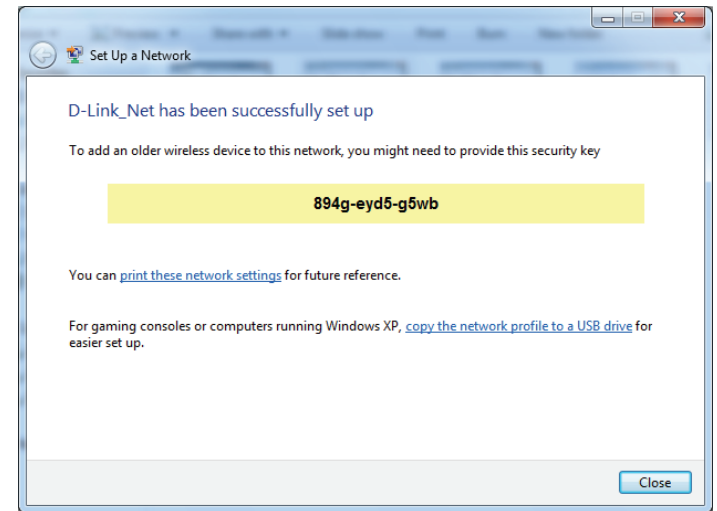 Set Up a Network
D-Link_Net has been successfully set up
To add an older wireless device to this network, you might need to provide this security key
894g-eyd5-g5wb
You can print these network settings for future reference.
For gaming consoles or computers running Windows XP, copy the network profile to a USB drive for
easier set up.
Close